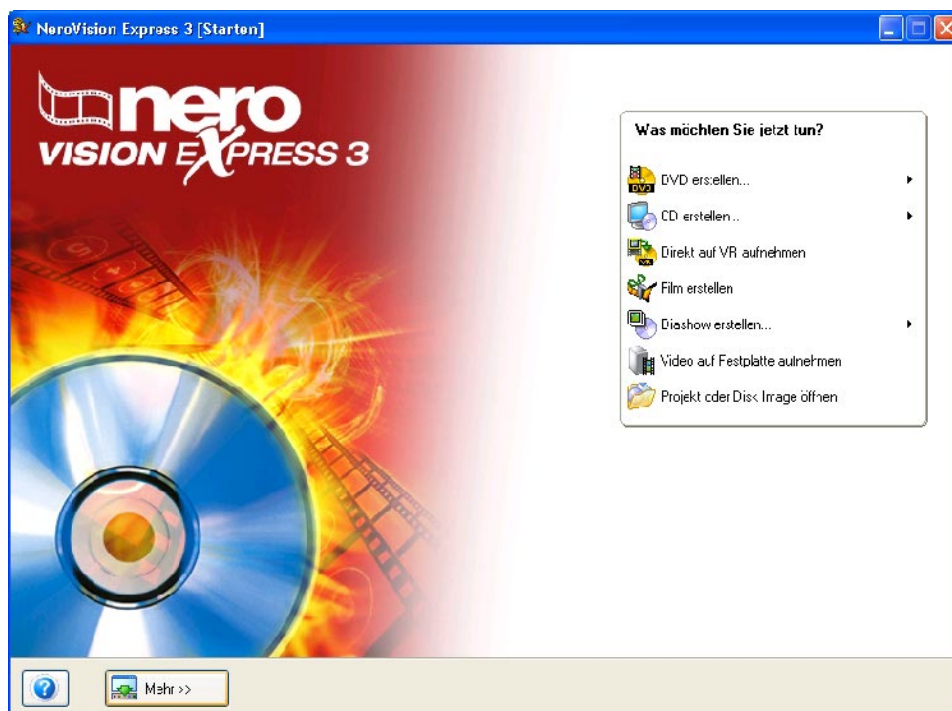 NeroVision Express 3 [Starten]
nero
VISION EXPRESS 3
Was möchten Sie jetzt tun?
DVD erstellen...
CD erstellen...
Direkt auf VR aufnehmen
Film erstellen
Diashow erstellen...
Video auf Festplatte aufnehmen
Projekt oder Disk Image öffnen
Mehr >>